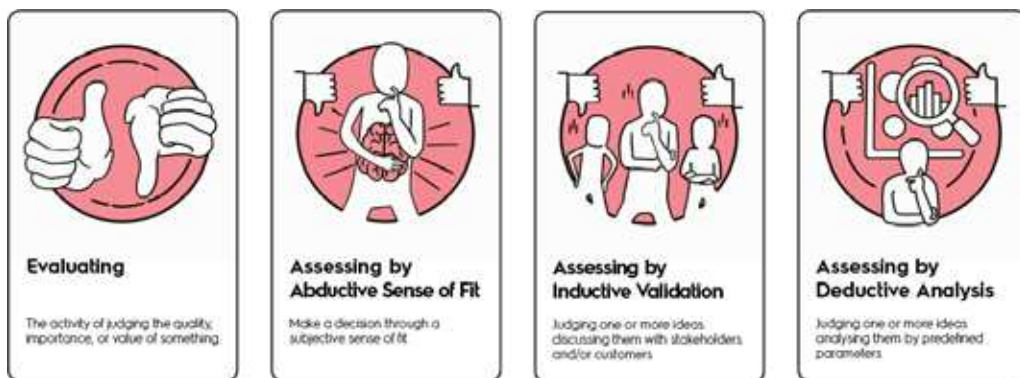 Evaluating
The activity of judging the quality,
importance, or value of something.
Assessing by
Abductive Sense of Fit
Make a decision through a
subjective sense of fit
Assessing by
Inductive Validation
Judging one or more ideas
discussing them with stakeholders
and/or customers
Assessing by
Deductive Analysis
Judging one or more ideas
analysing them by predefined
parameters